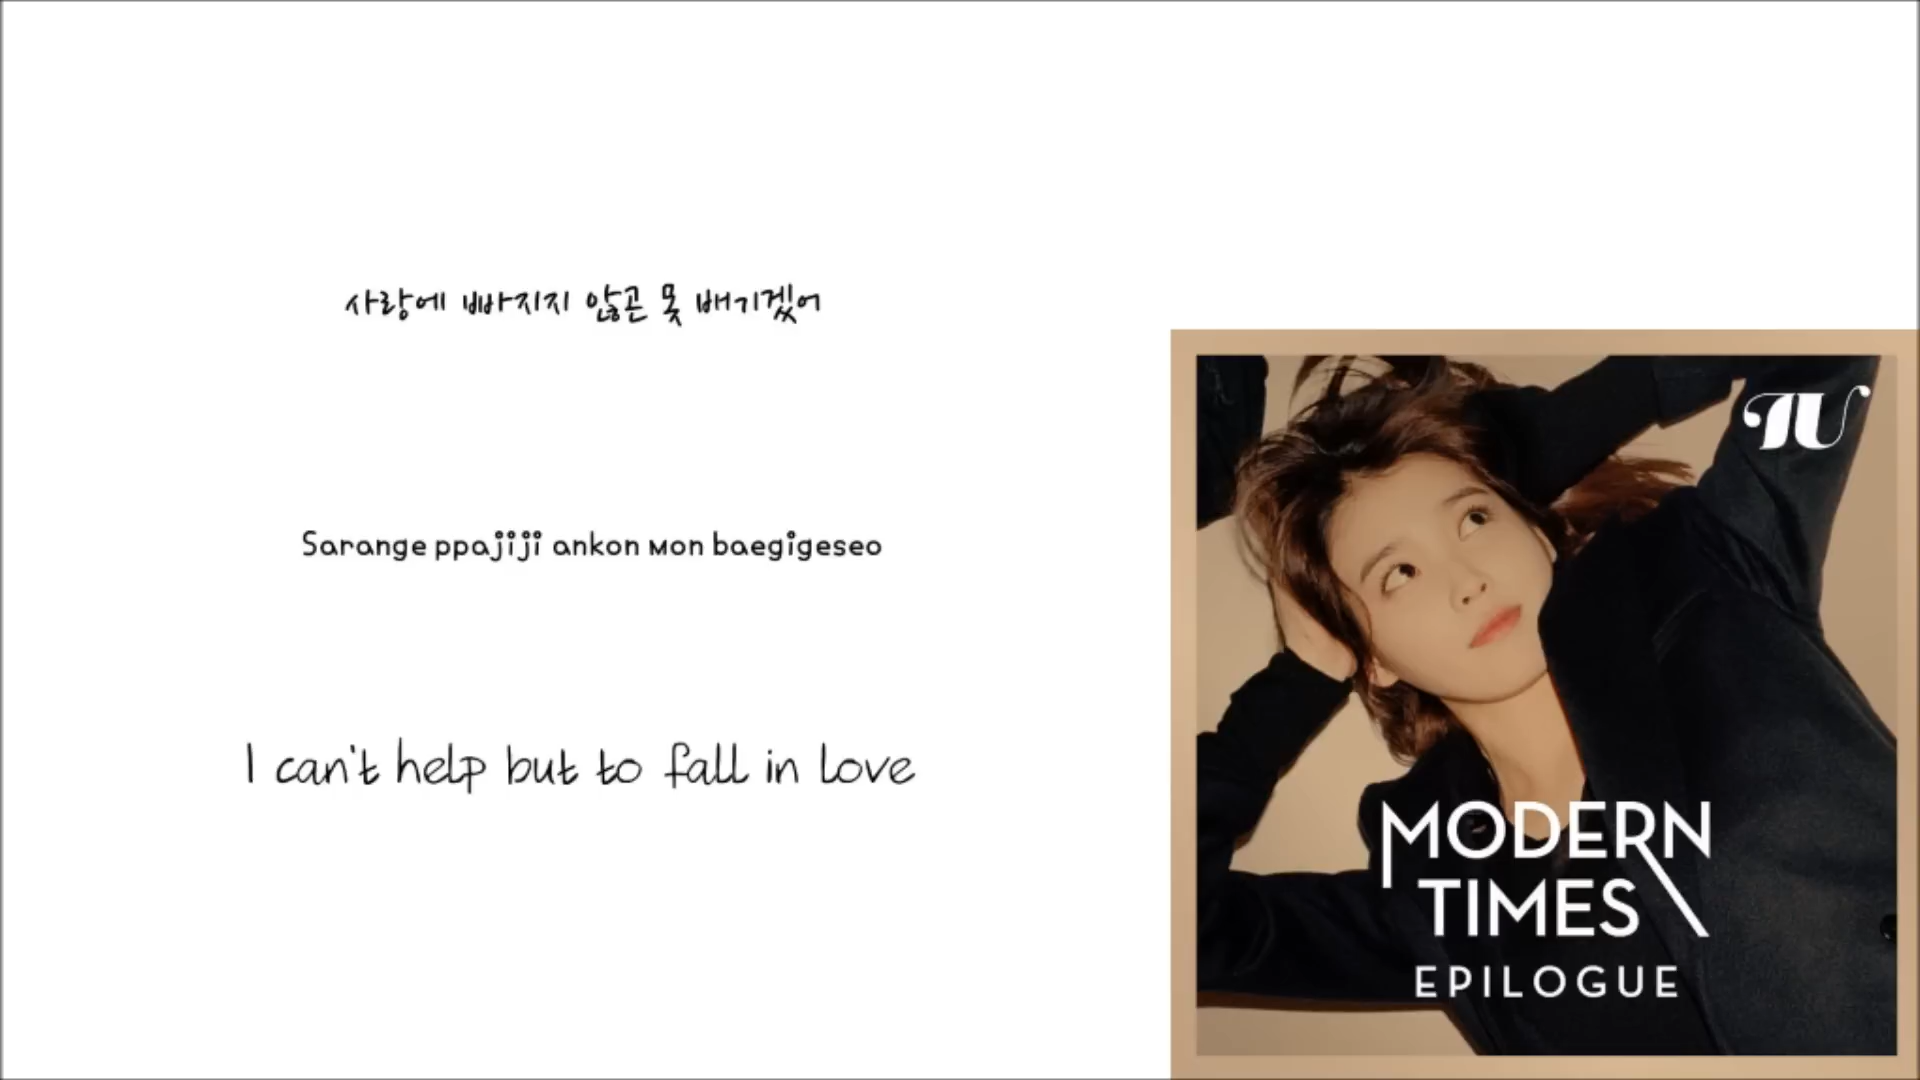 사랑에 빠지지 않곤 못 배기겠어
Sarange ppajiji ankon mon baegigeseo
I can't help but to fall in love
IU
MODERN
TIMES
EPILOGUE